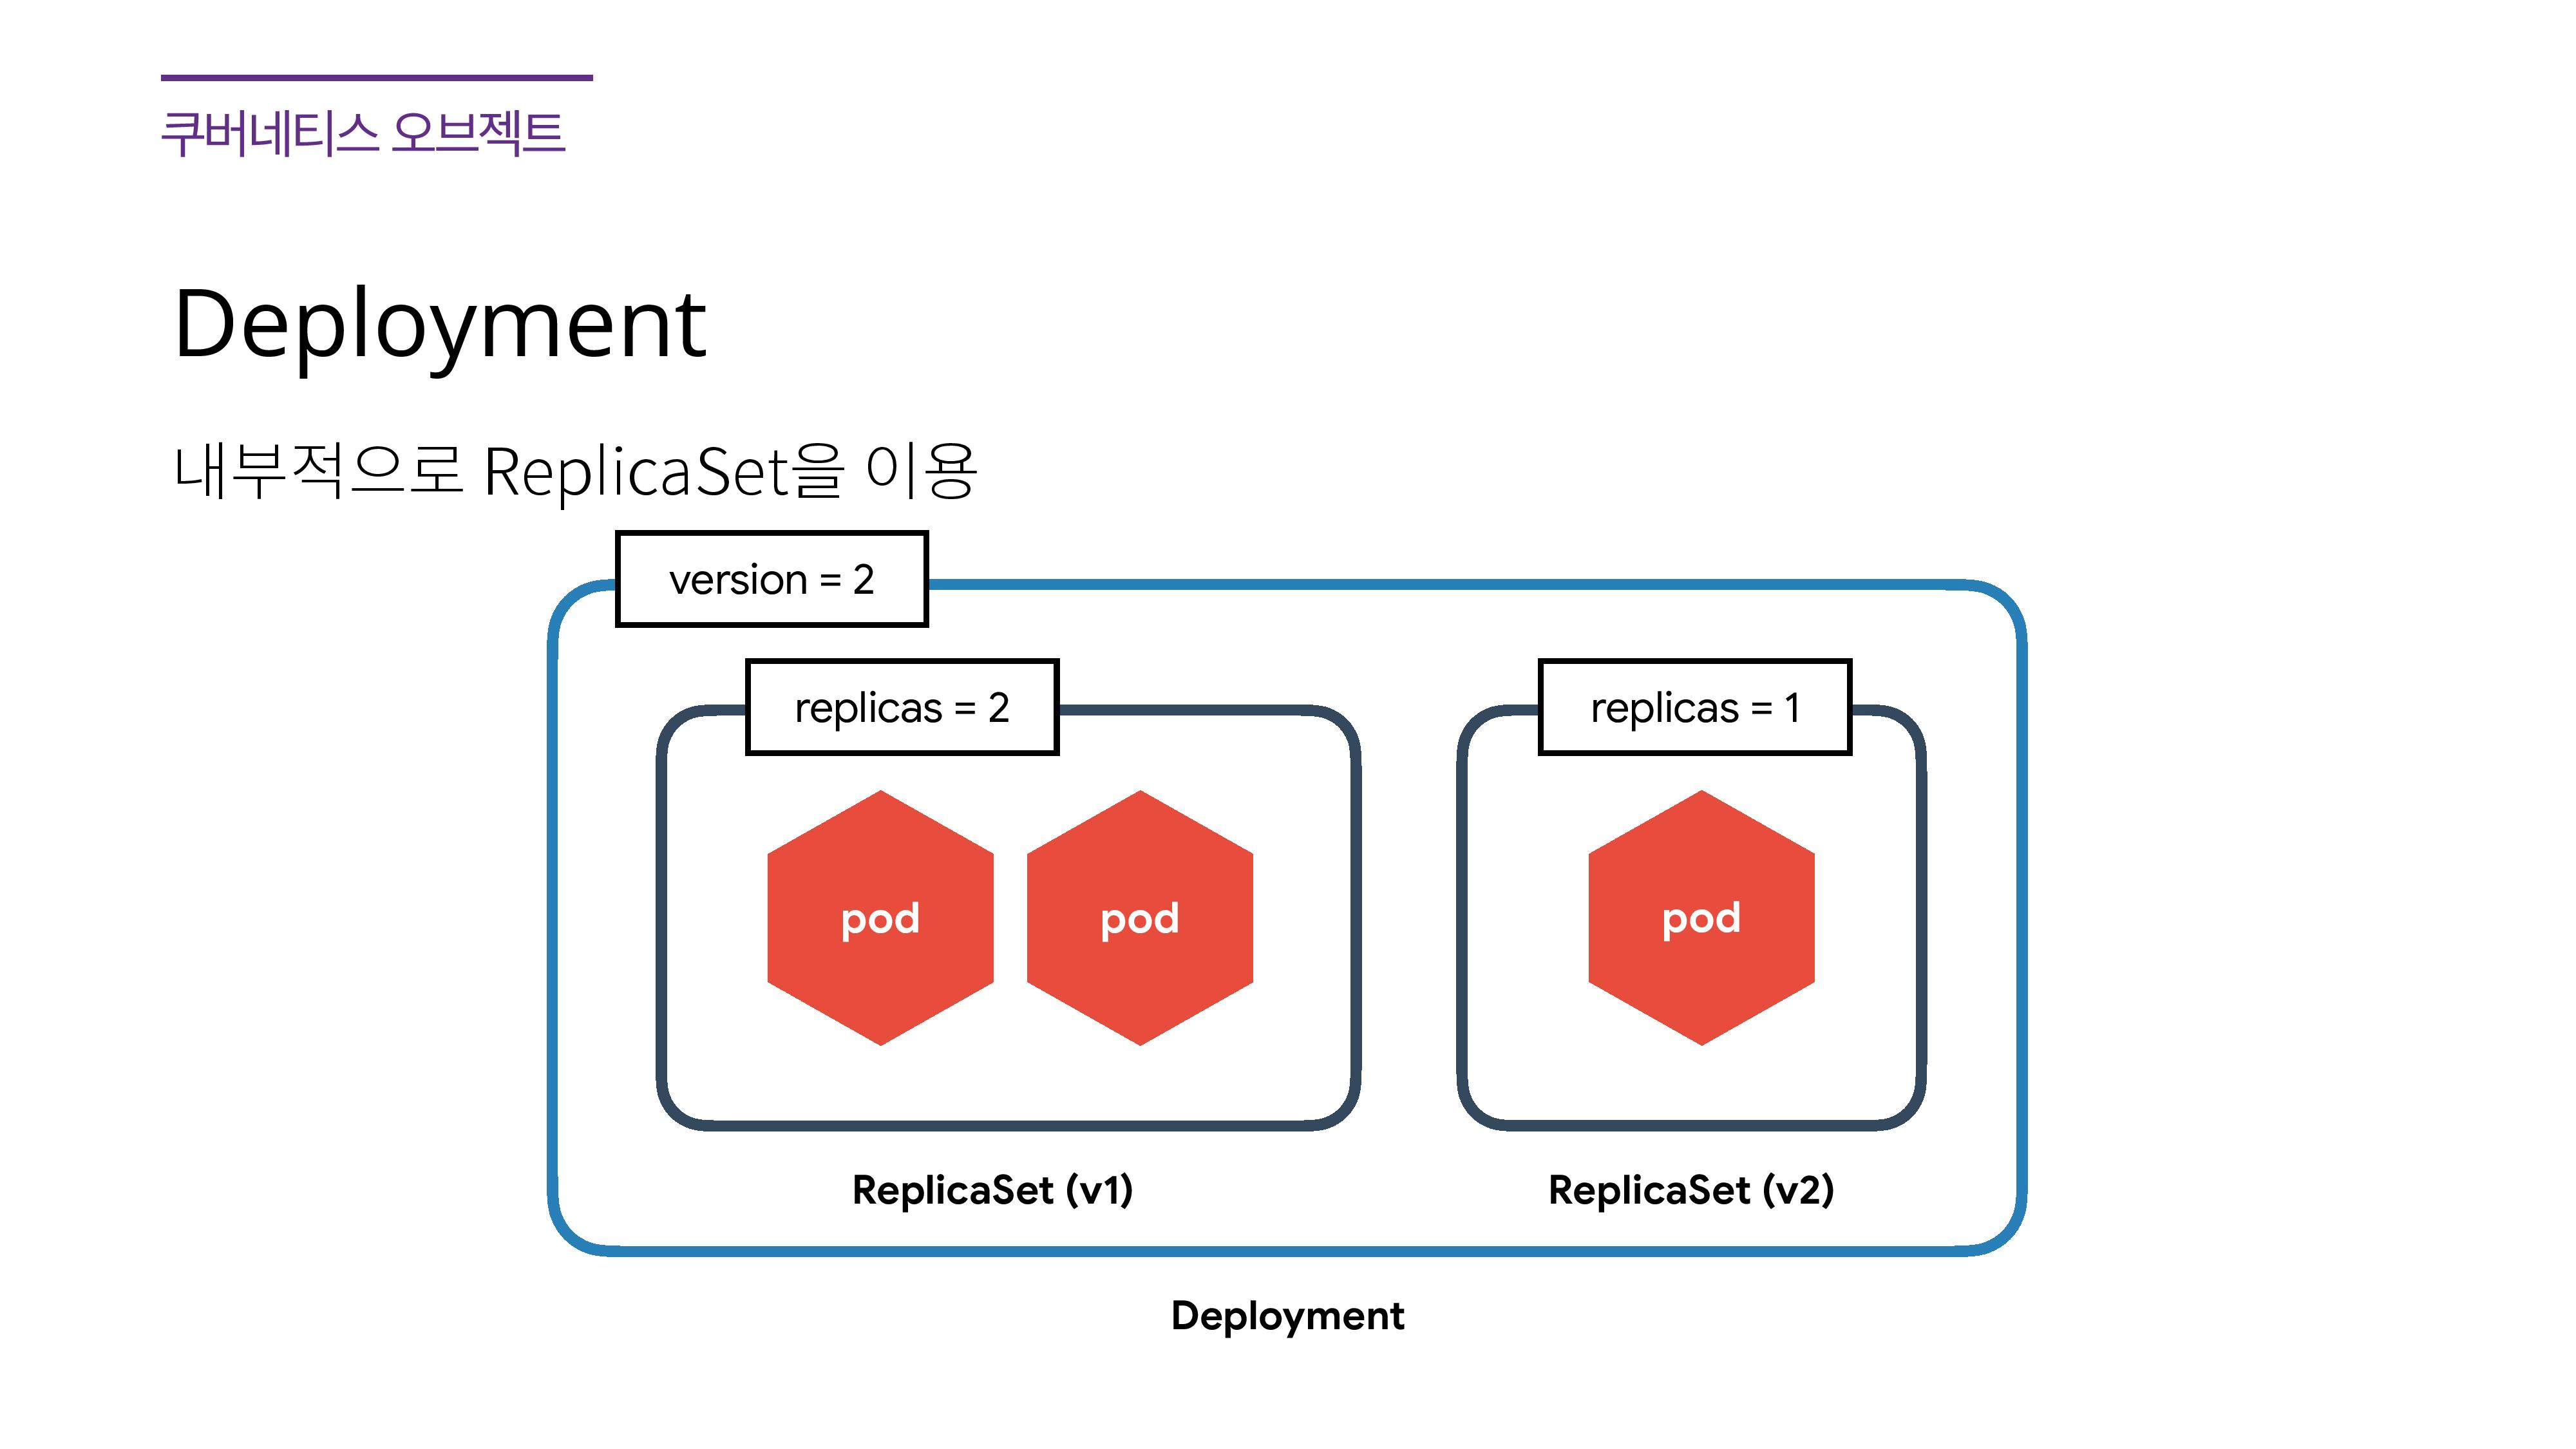 쿠버네티스 오브젝트
Deployment
내부적으로 ReplicaSet을 이용
version = 2
replicas = 2
replicas = 1
pod
pod
pod
ReplicaSet (v1)
ReplicaSet (v2)
Deployment